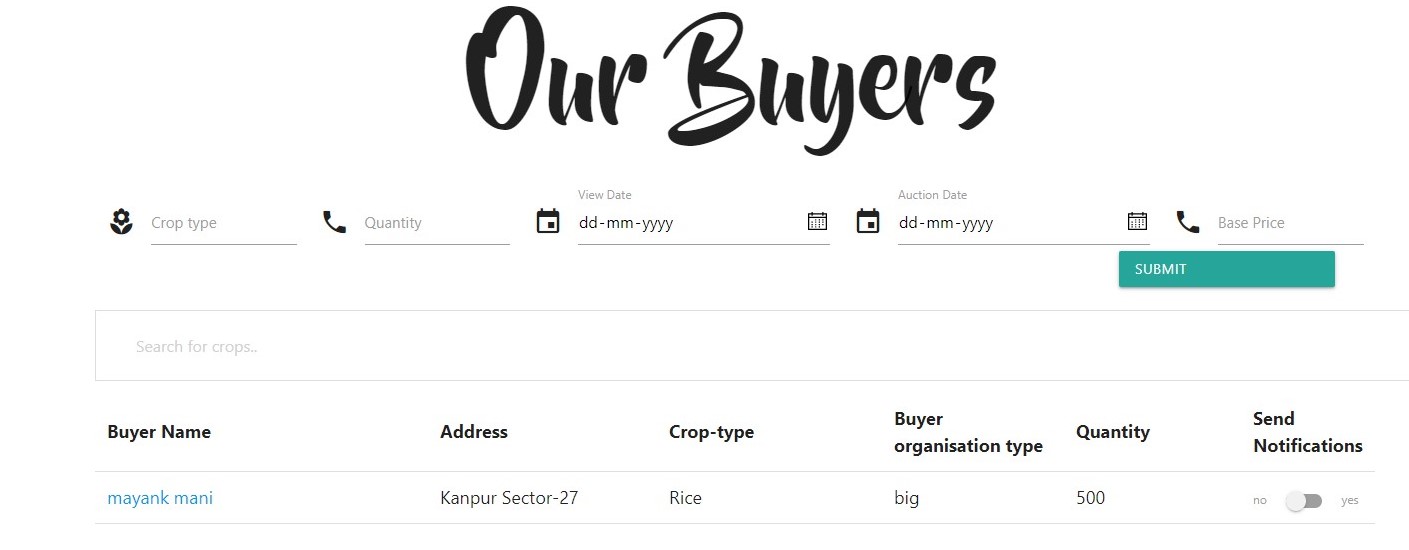 Our Buyers
View Date
Auction Date
Crop type Quantity dd-mm-yyyy dd-mm-yyyy Base Price
SUBMIT
Search for crops..
Buyer Name Address Crop-type Buyer organisation type Quantity Send Notifications
mayank mani Kanpur Sector-27 Rice big 500 no yes